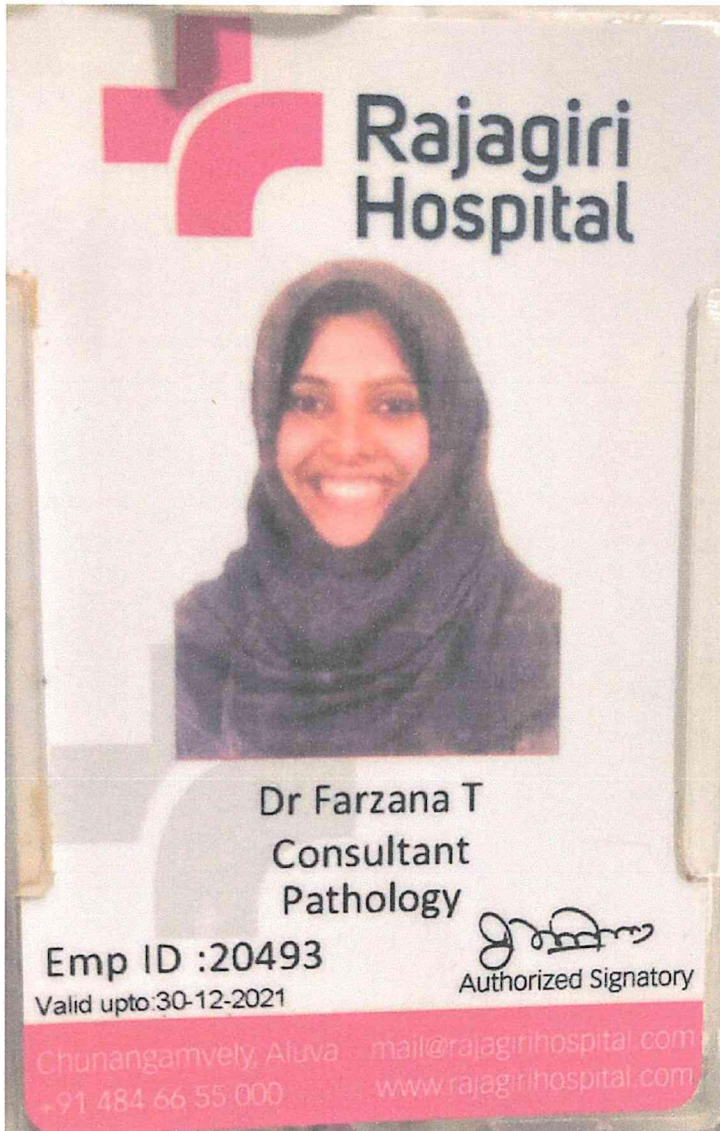 Rajagiri
Hospital
Dr Farzana T
Consultant
Pathology
Emp ID :20493
Valid upto:30-12-2021
Authorized Signatory
Chunangamvely, Aluva mail@rajagirihospital.com
+91 484 66 55 000 www.rajagirihospital.com